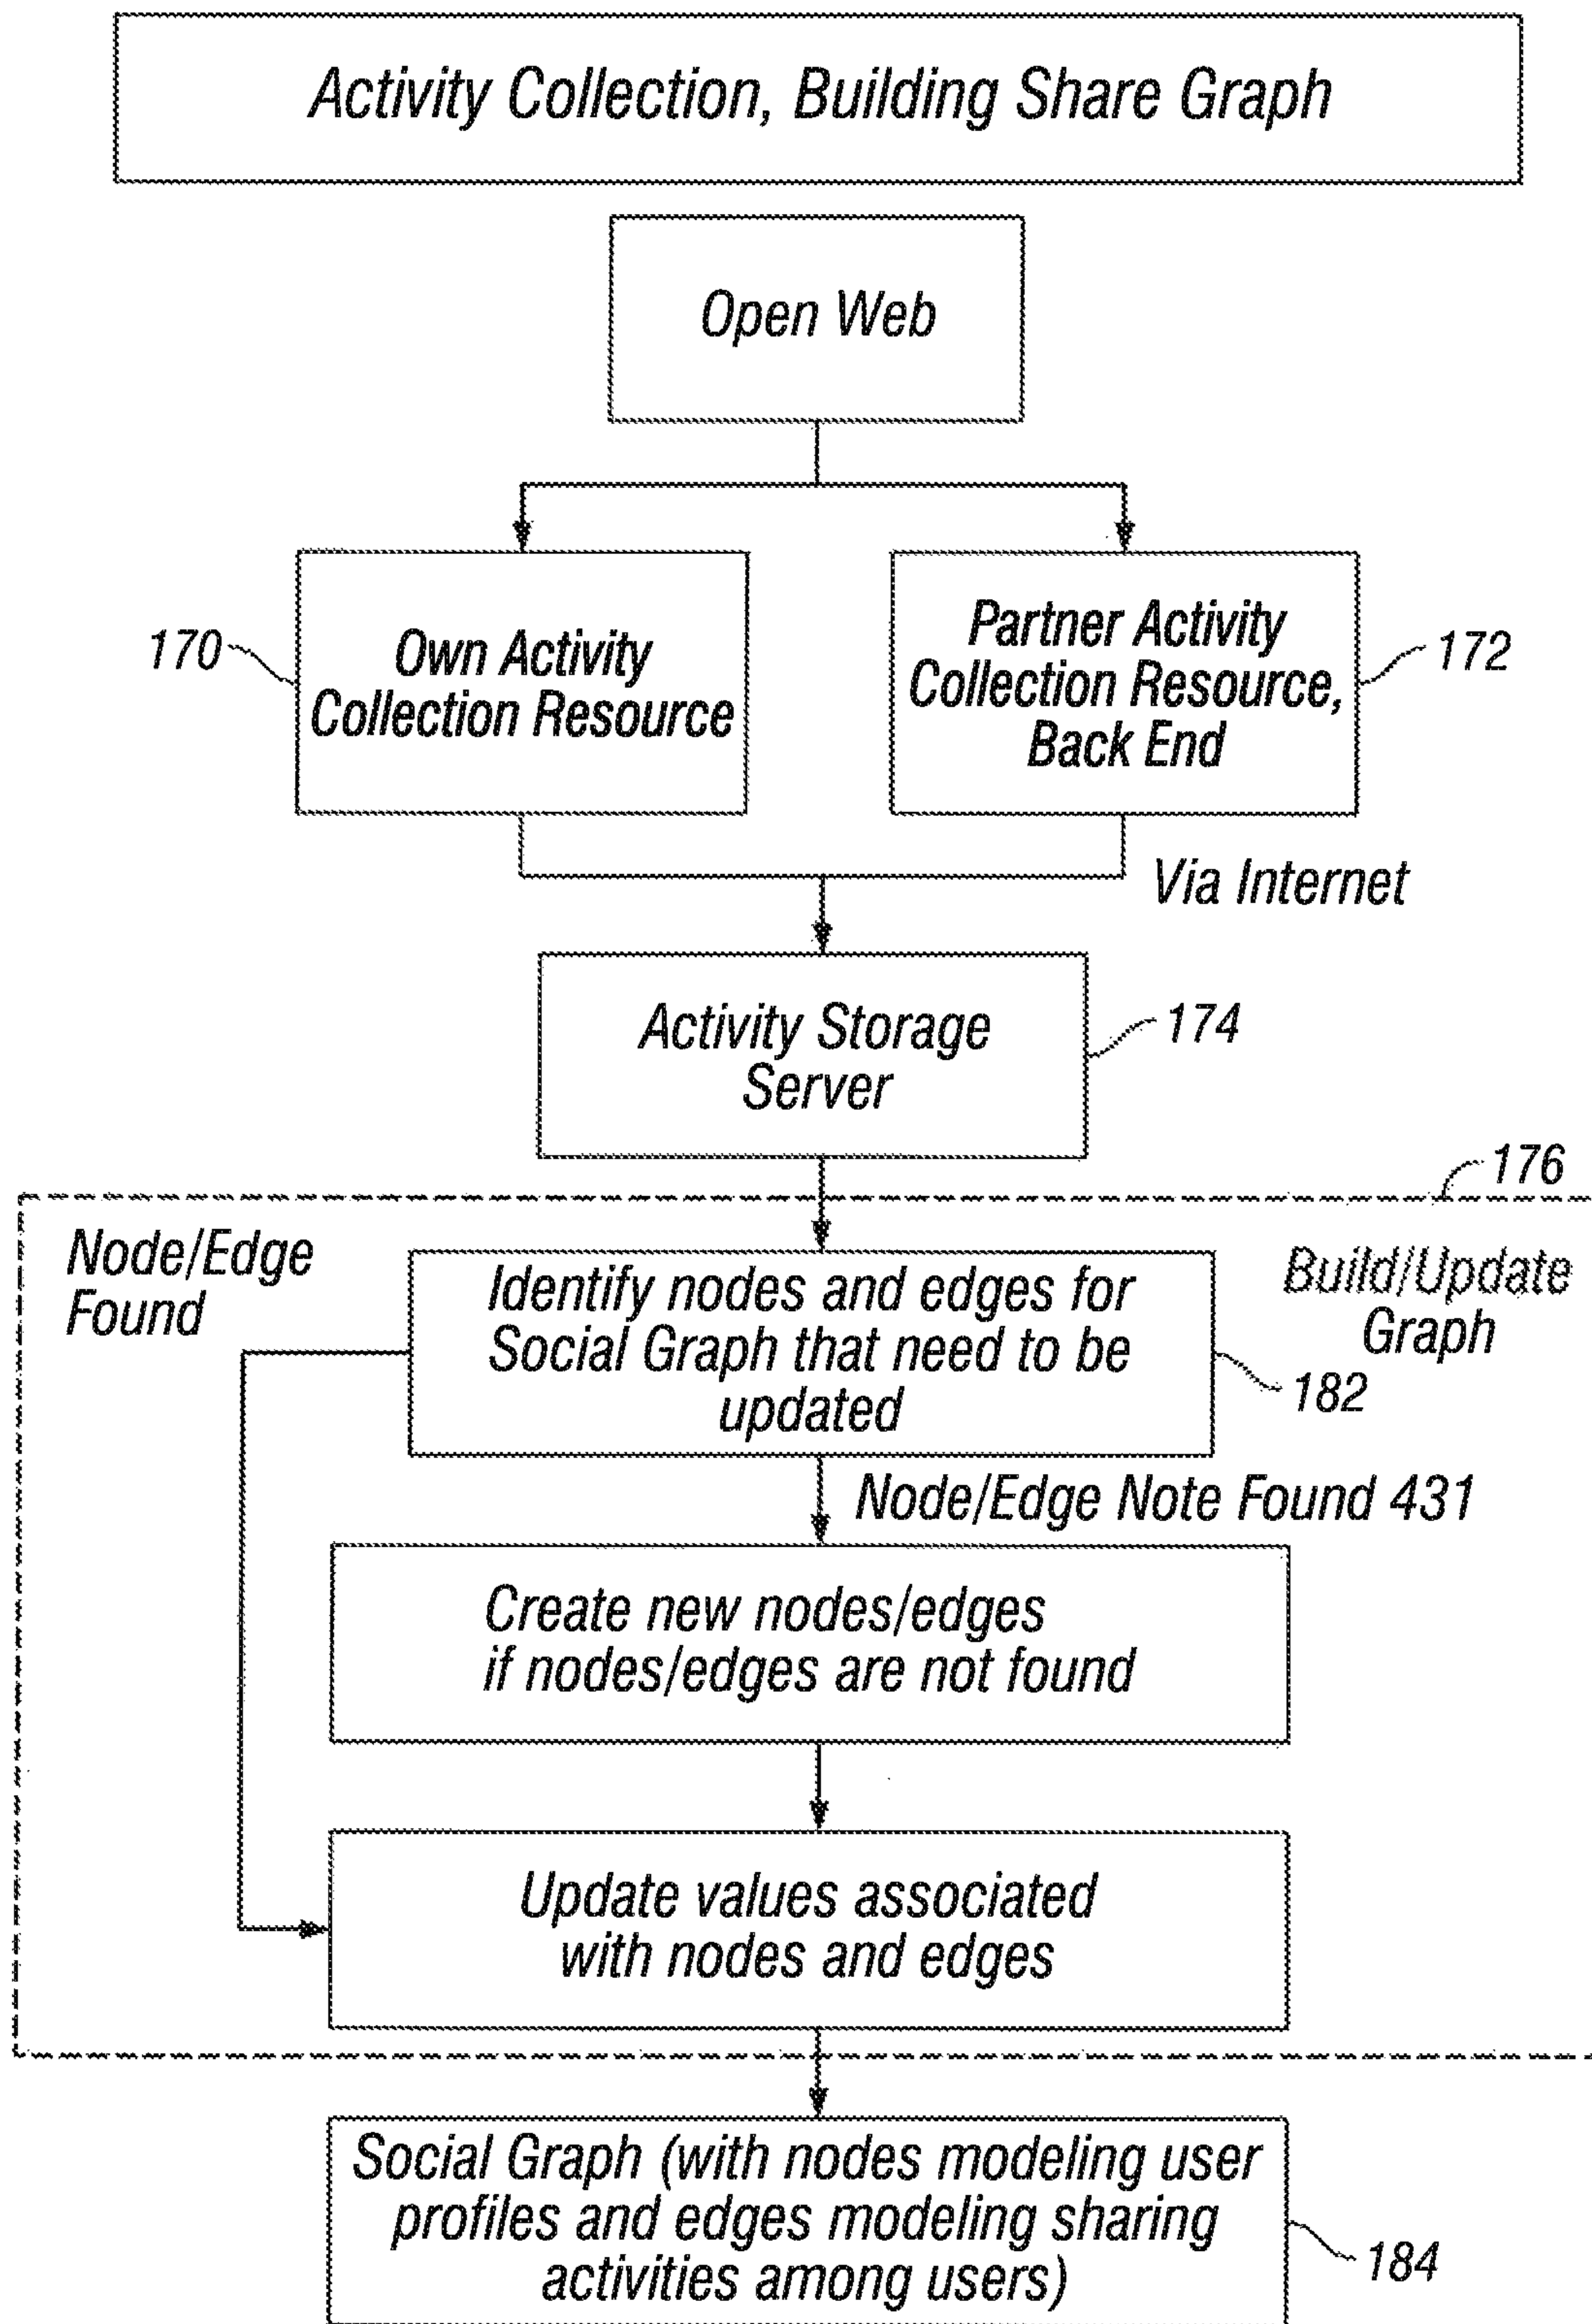 Activity Collection, Building Share Graph
Open Web
170
Own Activity
Collection Resource
Partner Activity
Collection Resource,
Back End
172
Via Internet
Activity Storage
Server
174
176
Node/Edge
Found
Build/Update
Graph
Identify nodes and edges for
Social Graph that need to be
updated
182
Node/Edge Note Found 431
Create new nodes/edges
if nodes/edges are not found
Update values associated
with nodes and edges
Social Graph (with nodes modeling user
profiles and edges modeling sharing
activities among users)
184